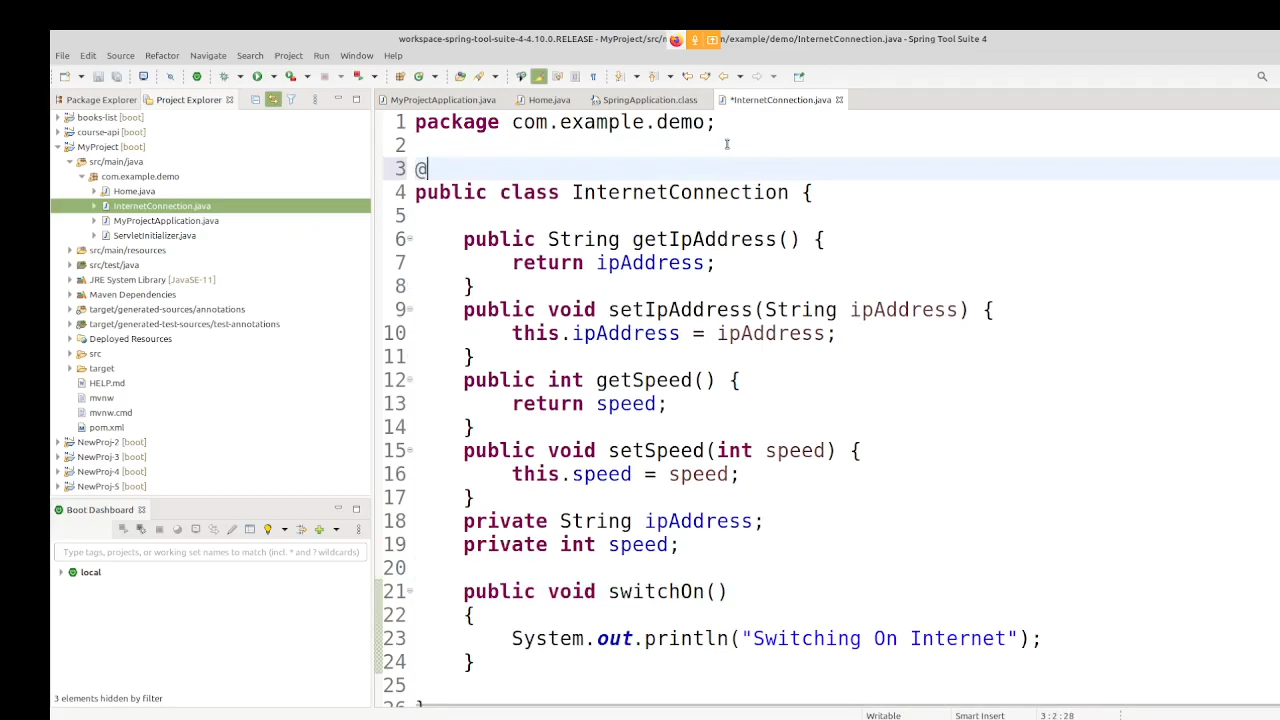 workspace-spring-tool-suite-4-4.10.0.RELEASE - MyProject/src/
n/example/demo/InternetConnection.java - Spring Tool Suite 4
File Edit Source Refactor Navigate Search Project Run Window Help
Package Explorer Project Explorer
MyProjectApplication.java Home.java SpringApplication.class *InternetConnection.java
books-list [boot]
course-api [boot]
MyProject [boot]
src/main/java
com.example.demo
Home.java
InternetConnection.java
MyProjectApplication.java
ServletInitializer.java
src/main/resources
src/test/java
JRE System Library [JavaSE-11]
Maven Dependencies
target/generated-sources/annotations
target/generated-test-sources/test-annotations
Deployed Resources
src
target
HELP.md
mvnw
mvnw.cmd
pom.xml
NewProj-2 [boot]
NewProj-3 [boot]
NewProj-4 [boot]
NewProj-5 [boot]
Boot Dashboard
Type tags, projects, or working set names to match (incl. * and ? wildcards)
local
3 elements hidden by filter
1 package com.example.demo;
2
3 @
4 public class InternetConnection {
5
6 public String getIpAddress() {
7 return ipAddress;
8 }
9 public void setIpAddress(String ipAddress) {
10 this.ipAddress = ipAddress;
11 }
12 public int getSpeed() {
13 return speed;
14 }
15 public void setSpeed(int speed) {
16 this.speed = speed;
17 }
18 private String ipAddress;
19 private int speed;
20
21 public void switchOn()
22 {
23 System.out.println("Switching On Internet");
24 }
25
26 }
Writable Smart Insert 3 : 2 : 28